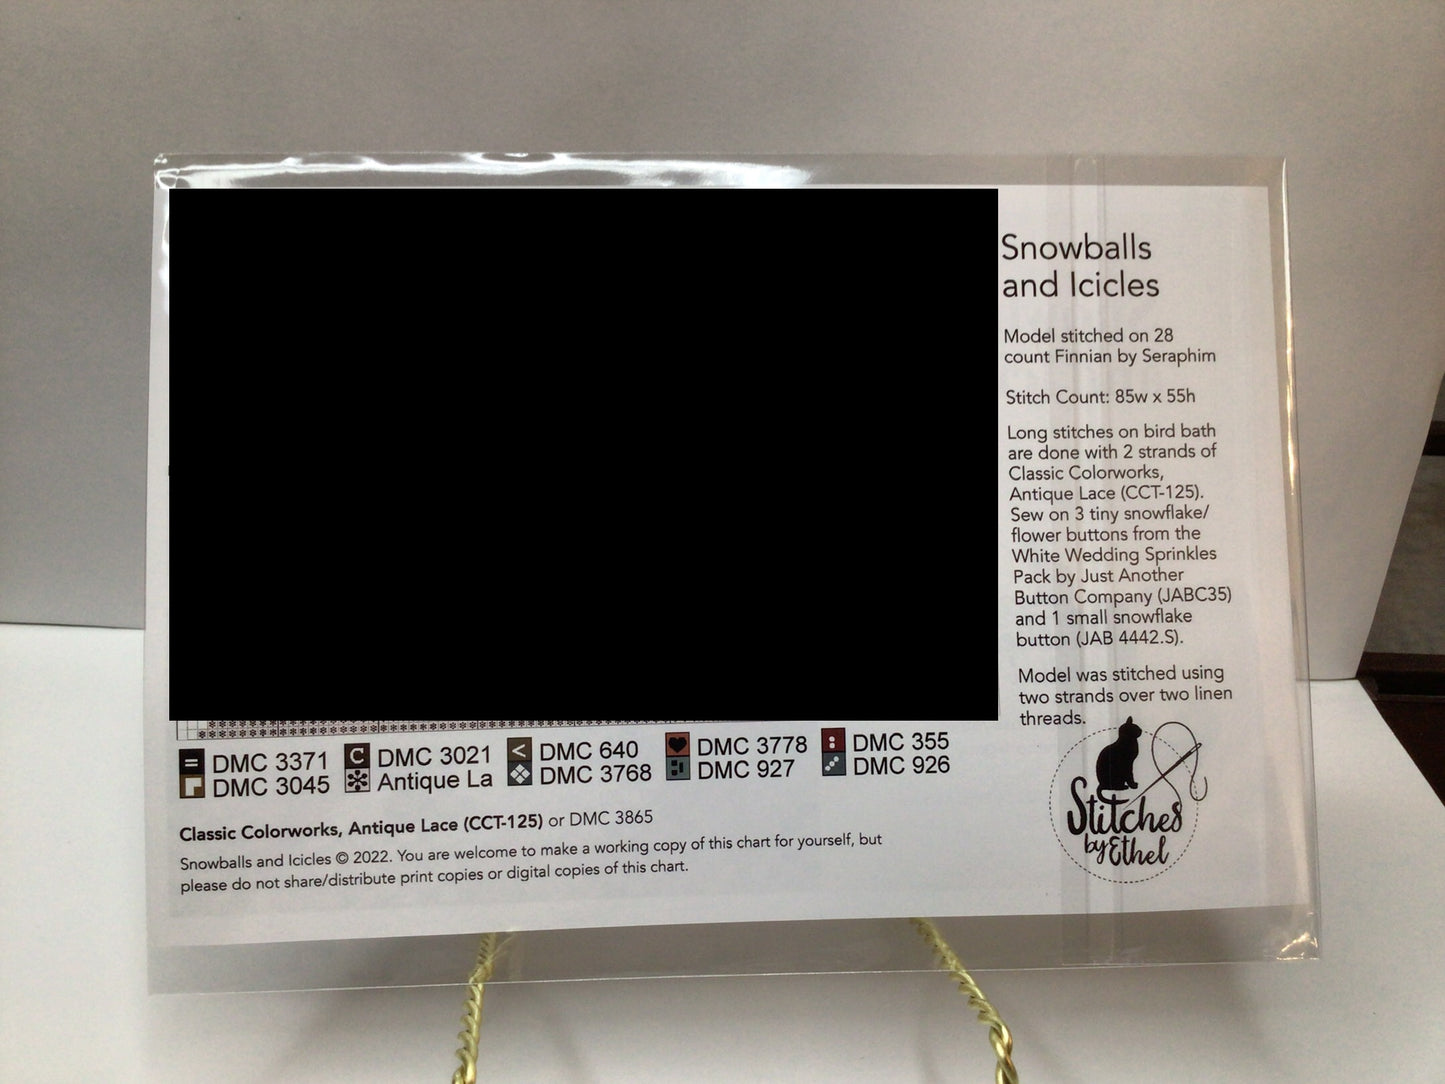 Snowballs
and Icicles
Model stitched on 28
count Finnian by Seraphim
Stitch Count: 85w x 55h
Long stitches on bird bath
are done with 2 strands of
Classic Colorworks,
Antique Lace (CCT-125).
Sew on 3 tiny snowflake/
flower buttons from the
White Wedding Sprinkles
Pack by Just Another
Button Company (JABC35)
and 1 small snowflake
button (JAB 4442.S).
Model was stitched using
two strands over two linen
threads.
DMC 3371 C DMC 3021 < DMC 640 DMC 3778 DMC 355
DMC 3045 Antique La DMC 3768 DMC 927 DMC 926
Classic Colorworks, Antique Lace (CCT-125) or DMC 3865
Snowballs and Icicles © 2022. You are welcome to make a working copy of this chart for yourself, but
please do not share/distribute print copies or digital copies of this chart.
Stitches
by Ethel